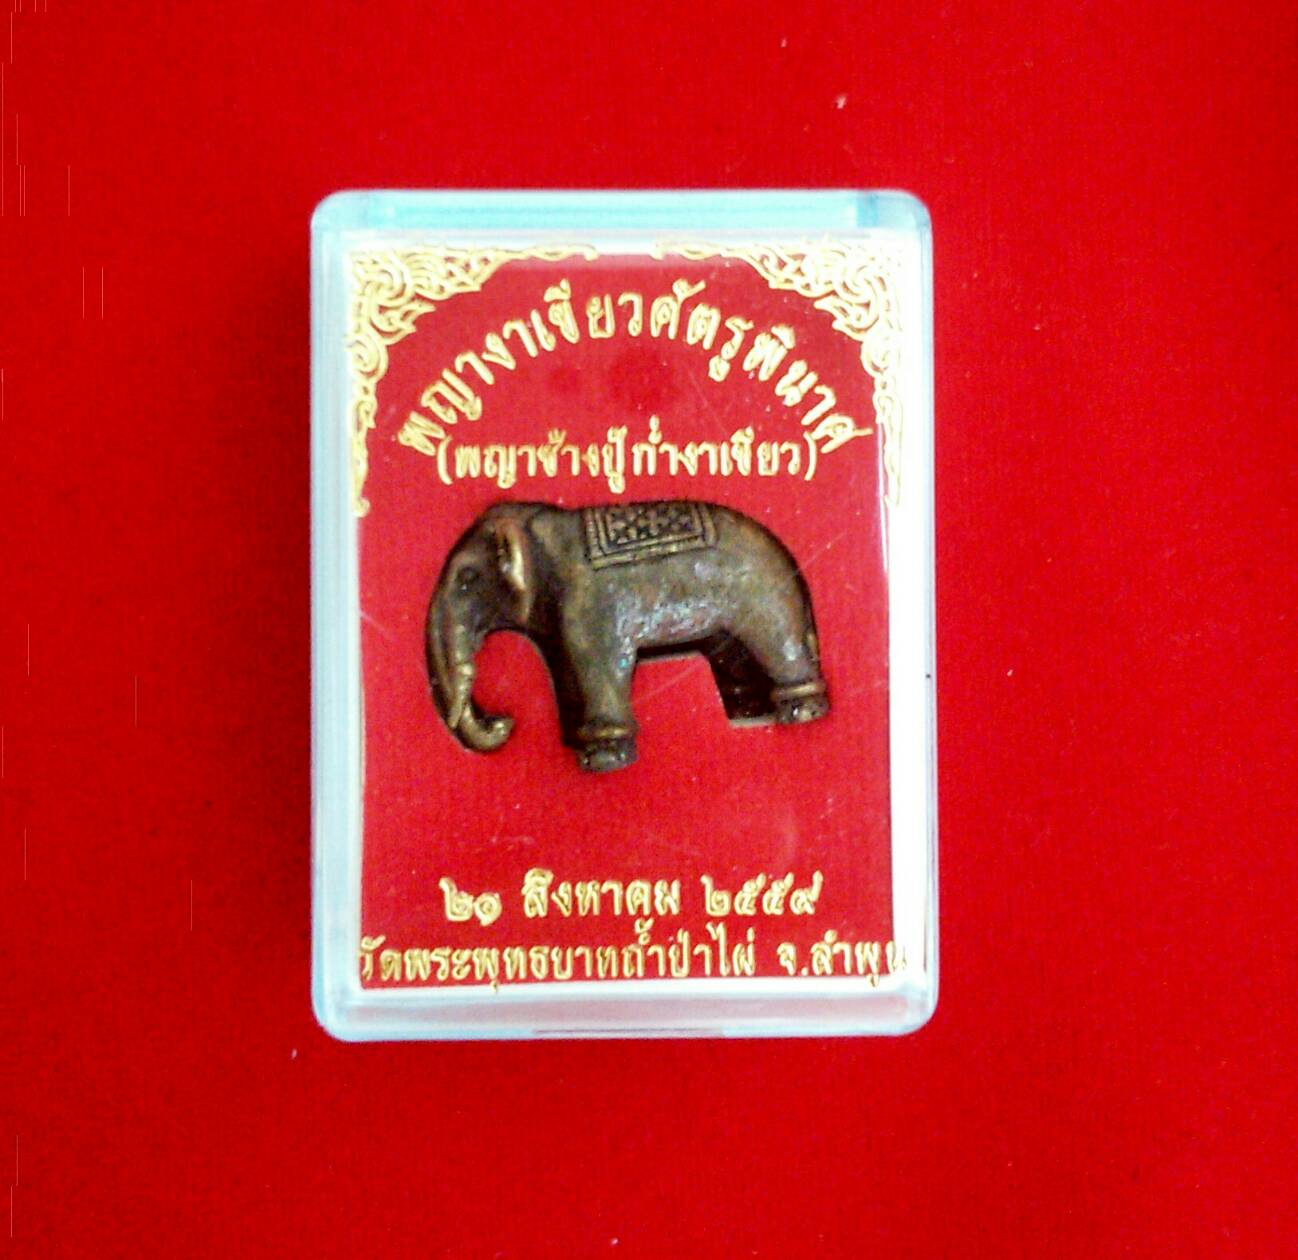 พญางาเขียวศัตรูพินาศ
(พญาช้างปู้ก่ำงาเขียว)
๒๑ สิงหาคม ๒๕๕๙
วัดพระพุทธบาทถ้ำป่าไผ่ จ.ลำพูน